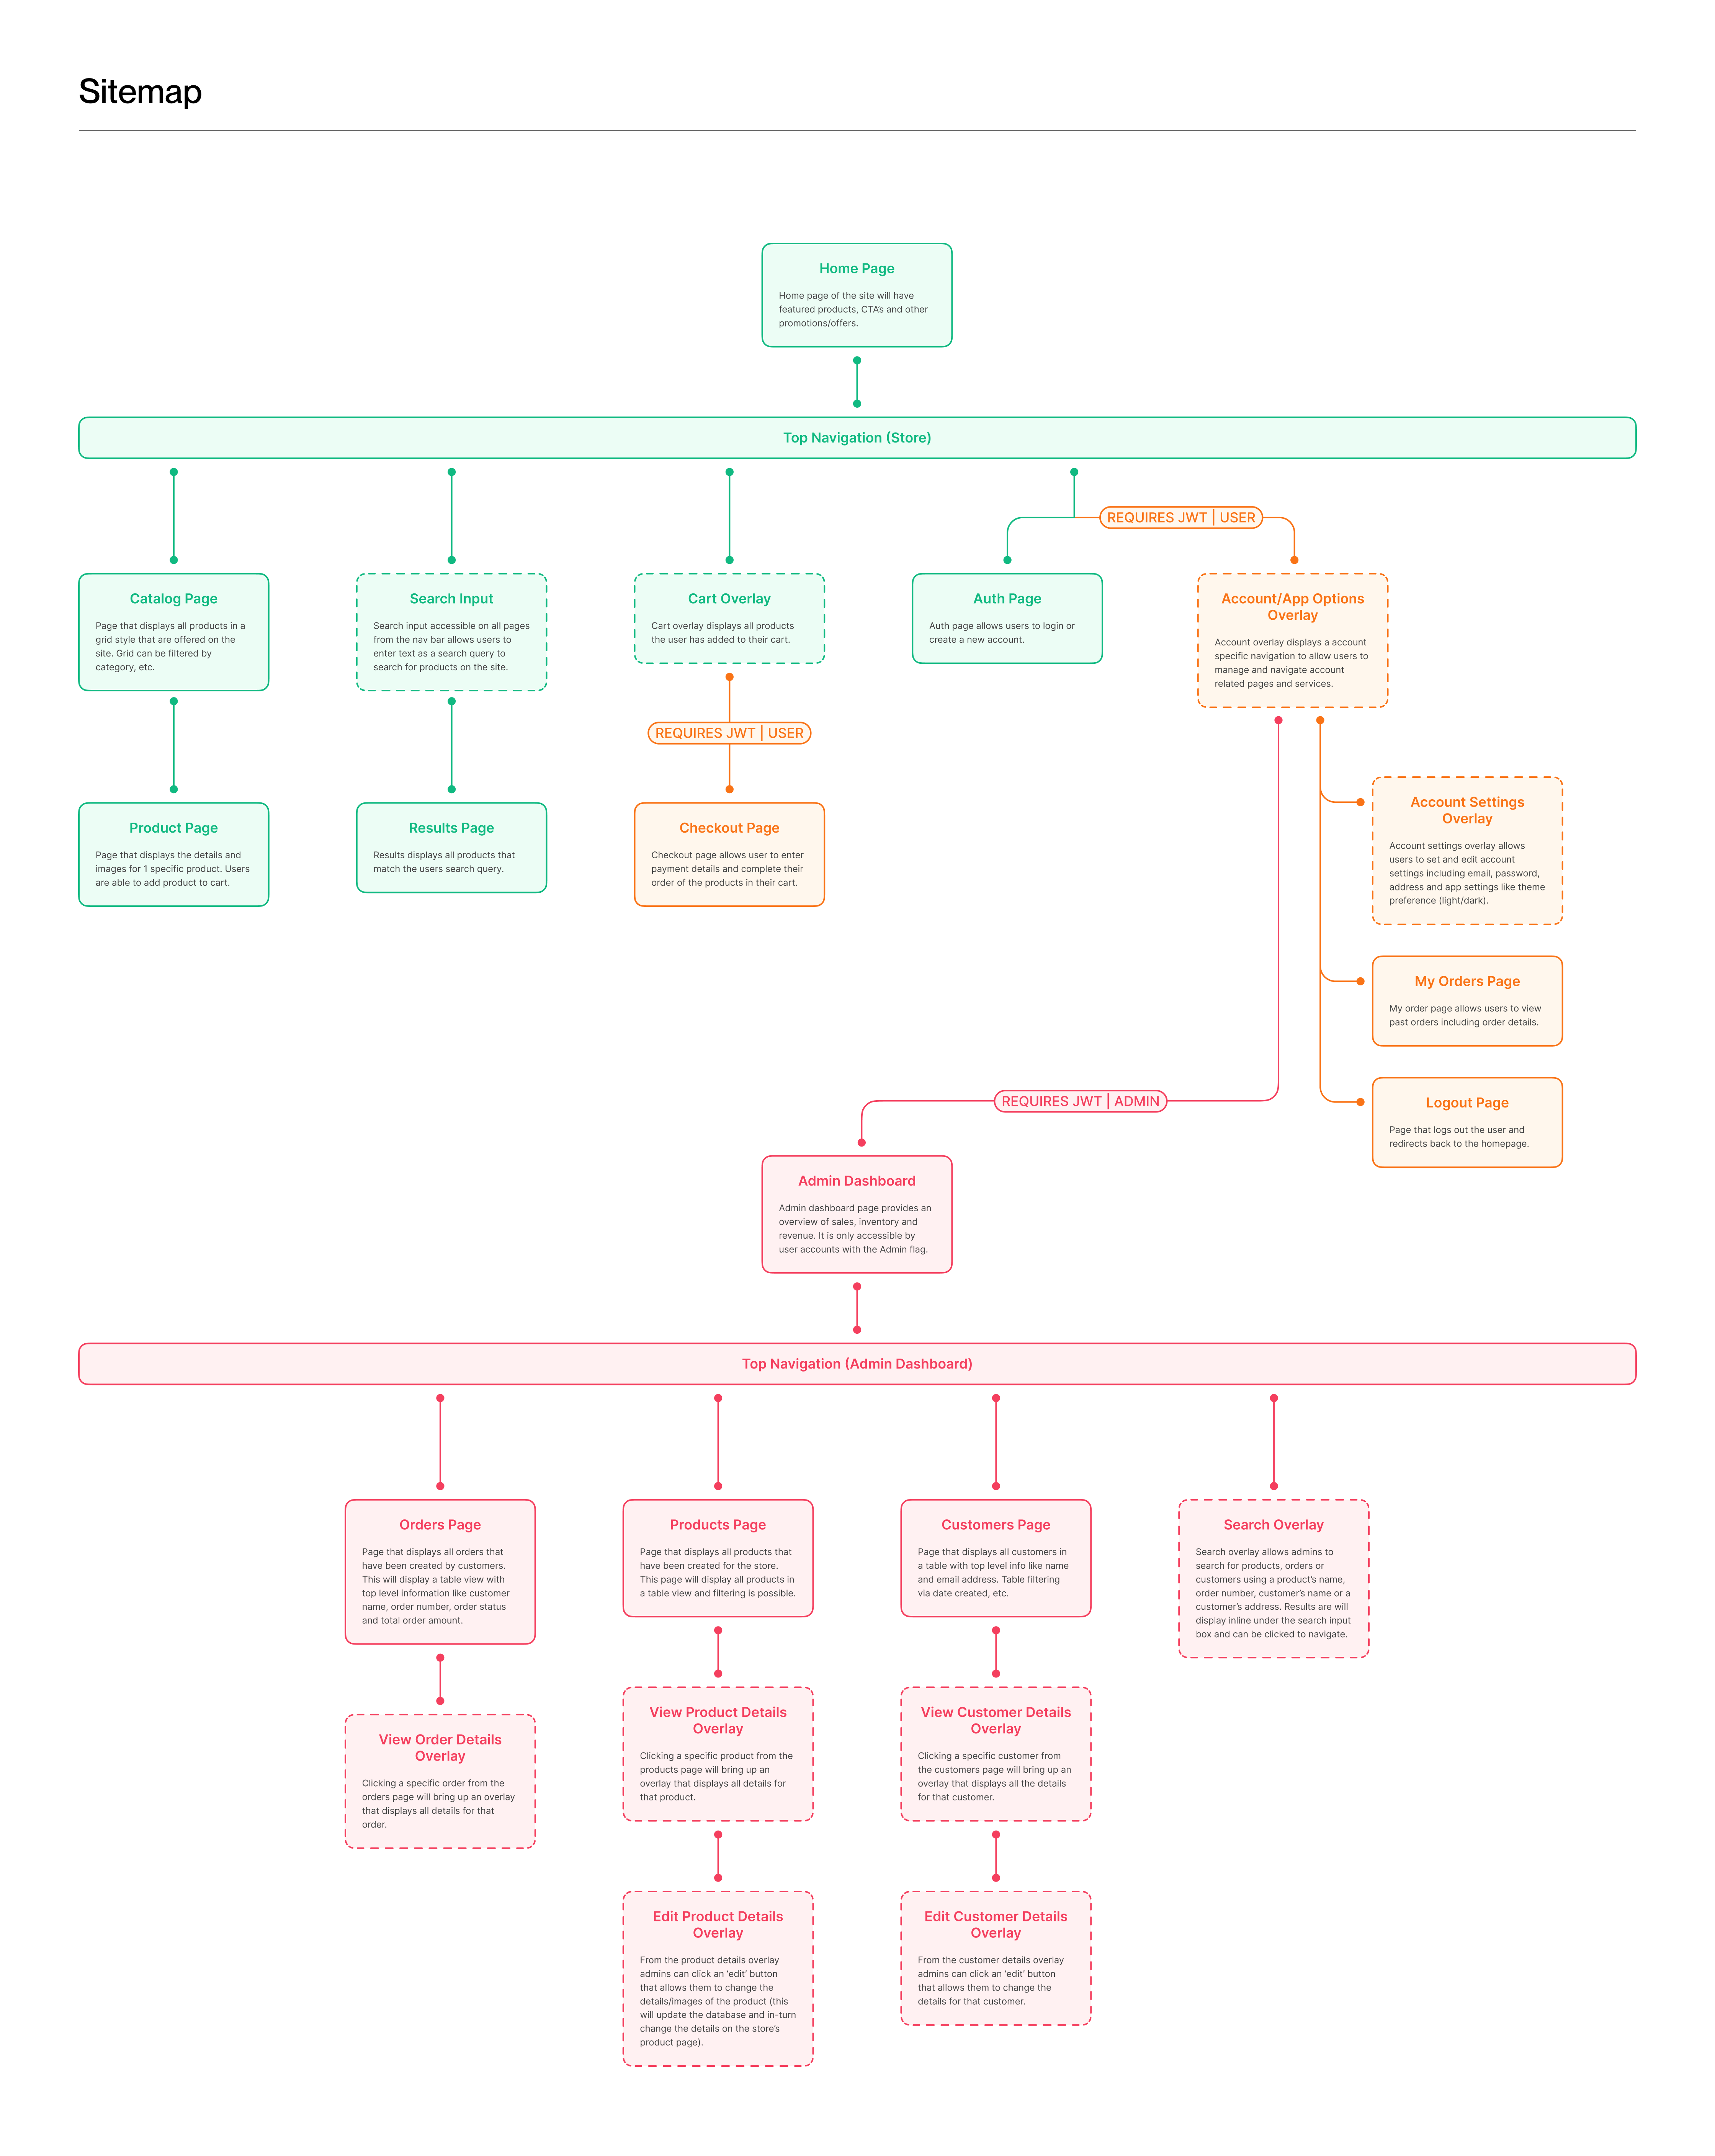 Sitemap
Home Page
Home page of the site will have
featured products, CTA's and other
promotions/offers.
Top Navigation (Store)
REQUIRES JWT | USER
Catalog Page
Page that displays all products in a
grid style that are offered on the
site. Grid can be filtered by
category, etc.
Search Input
Search input accessible on all pages
from the nav bar allows users to
enter text as a search query to
search for products on the site.
Cart Overlay
Cart overlay displays all products
the user has added to their cart.
Auth Page
Auth page allows users to login or
create a new account.
Account/App Options
Overlay
Account overlay displays a account
specific navigation to allow users to
manage and navigate account
related pages and services.
REQUIRES JWT | USER
Product Page
Page that displays the details and
images for 1 specific product. Users
are able to add product to cart.
Results Page
Results displays all products that
match the users search query.
Checkout Page
Checkout page allows user to enter
payment details and complete their
order of the products in their cart.
Account Settings
Overlay
Account settings overlay allows
users to set and edit account
settings including email, password,
address and app settings like theme
preference (light/dark).
My Orders Page
My order page allows users to view
past orders including order details.
Logout Page
Page that logs out the user and
redirects back to the homepage.
REQUIRES JWT | ADMIN
Admin Dashboard
Admin dashboard page provides an
overview of sales, inventory and
revenue. It is only accessible by
user accounts with the Admin flag.
Top Navigation (Admin Dashboard)
Orders Page
Page that displays all orders that
have been created by customers.
This will display a table view with
top level information like customer
name, order number, order status
and total order amount.
Products Page
Page that displays all products that
have been created for the store.
This page will display all products in
a table view and filtering is possible.
Customers Page
Page that displays all customers in
a table with top level info like name
and email address. Table filtering
via date created, etc.
Search Overlay
Search overlay allows admins to
search for products, orders or
customers using a product's name,
order number, customer's name or a
customer's address. Results are will
display inline under the search input
box and can be clicked to navigate.
View Order Details
Overlay
Clicking a specific order from the
orders page will bring up an overlay
that displays all details for that
order.
View Product Details
Overlay
Clicking a specific product from the
products page will bring up an
overlay that displays all details for
that product.
View Customer Details
Overlay
Clicking a specific customer from
the customers page will bring up an
overlay that displays all the details
for that customer.
Edit Product Details
Overlay
From the product details overlay
admins can click an 'edit' button
that allows them to change the
details/images of the product (this
will update the database and in-turn
change the details on the store's
product page).
Edit Customer Details
Overlay
From the customer details overlay
admins can click an 'edit' button
that allows them to change the
details for that customer.